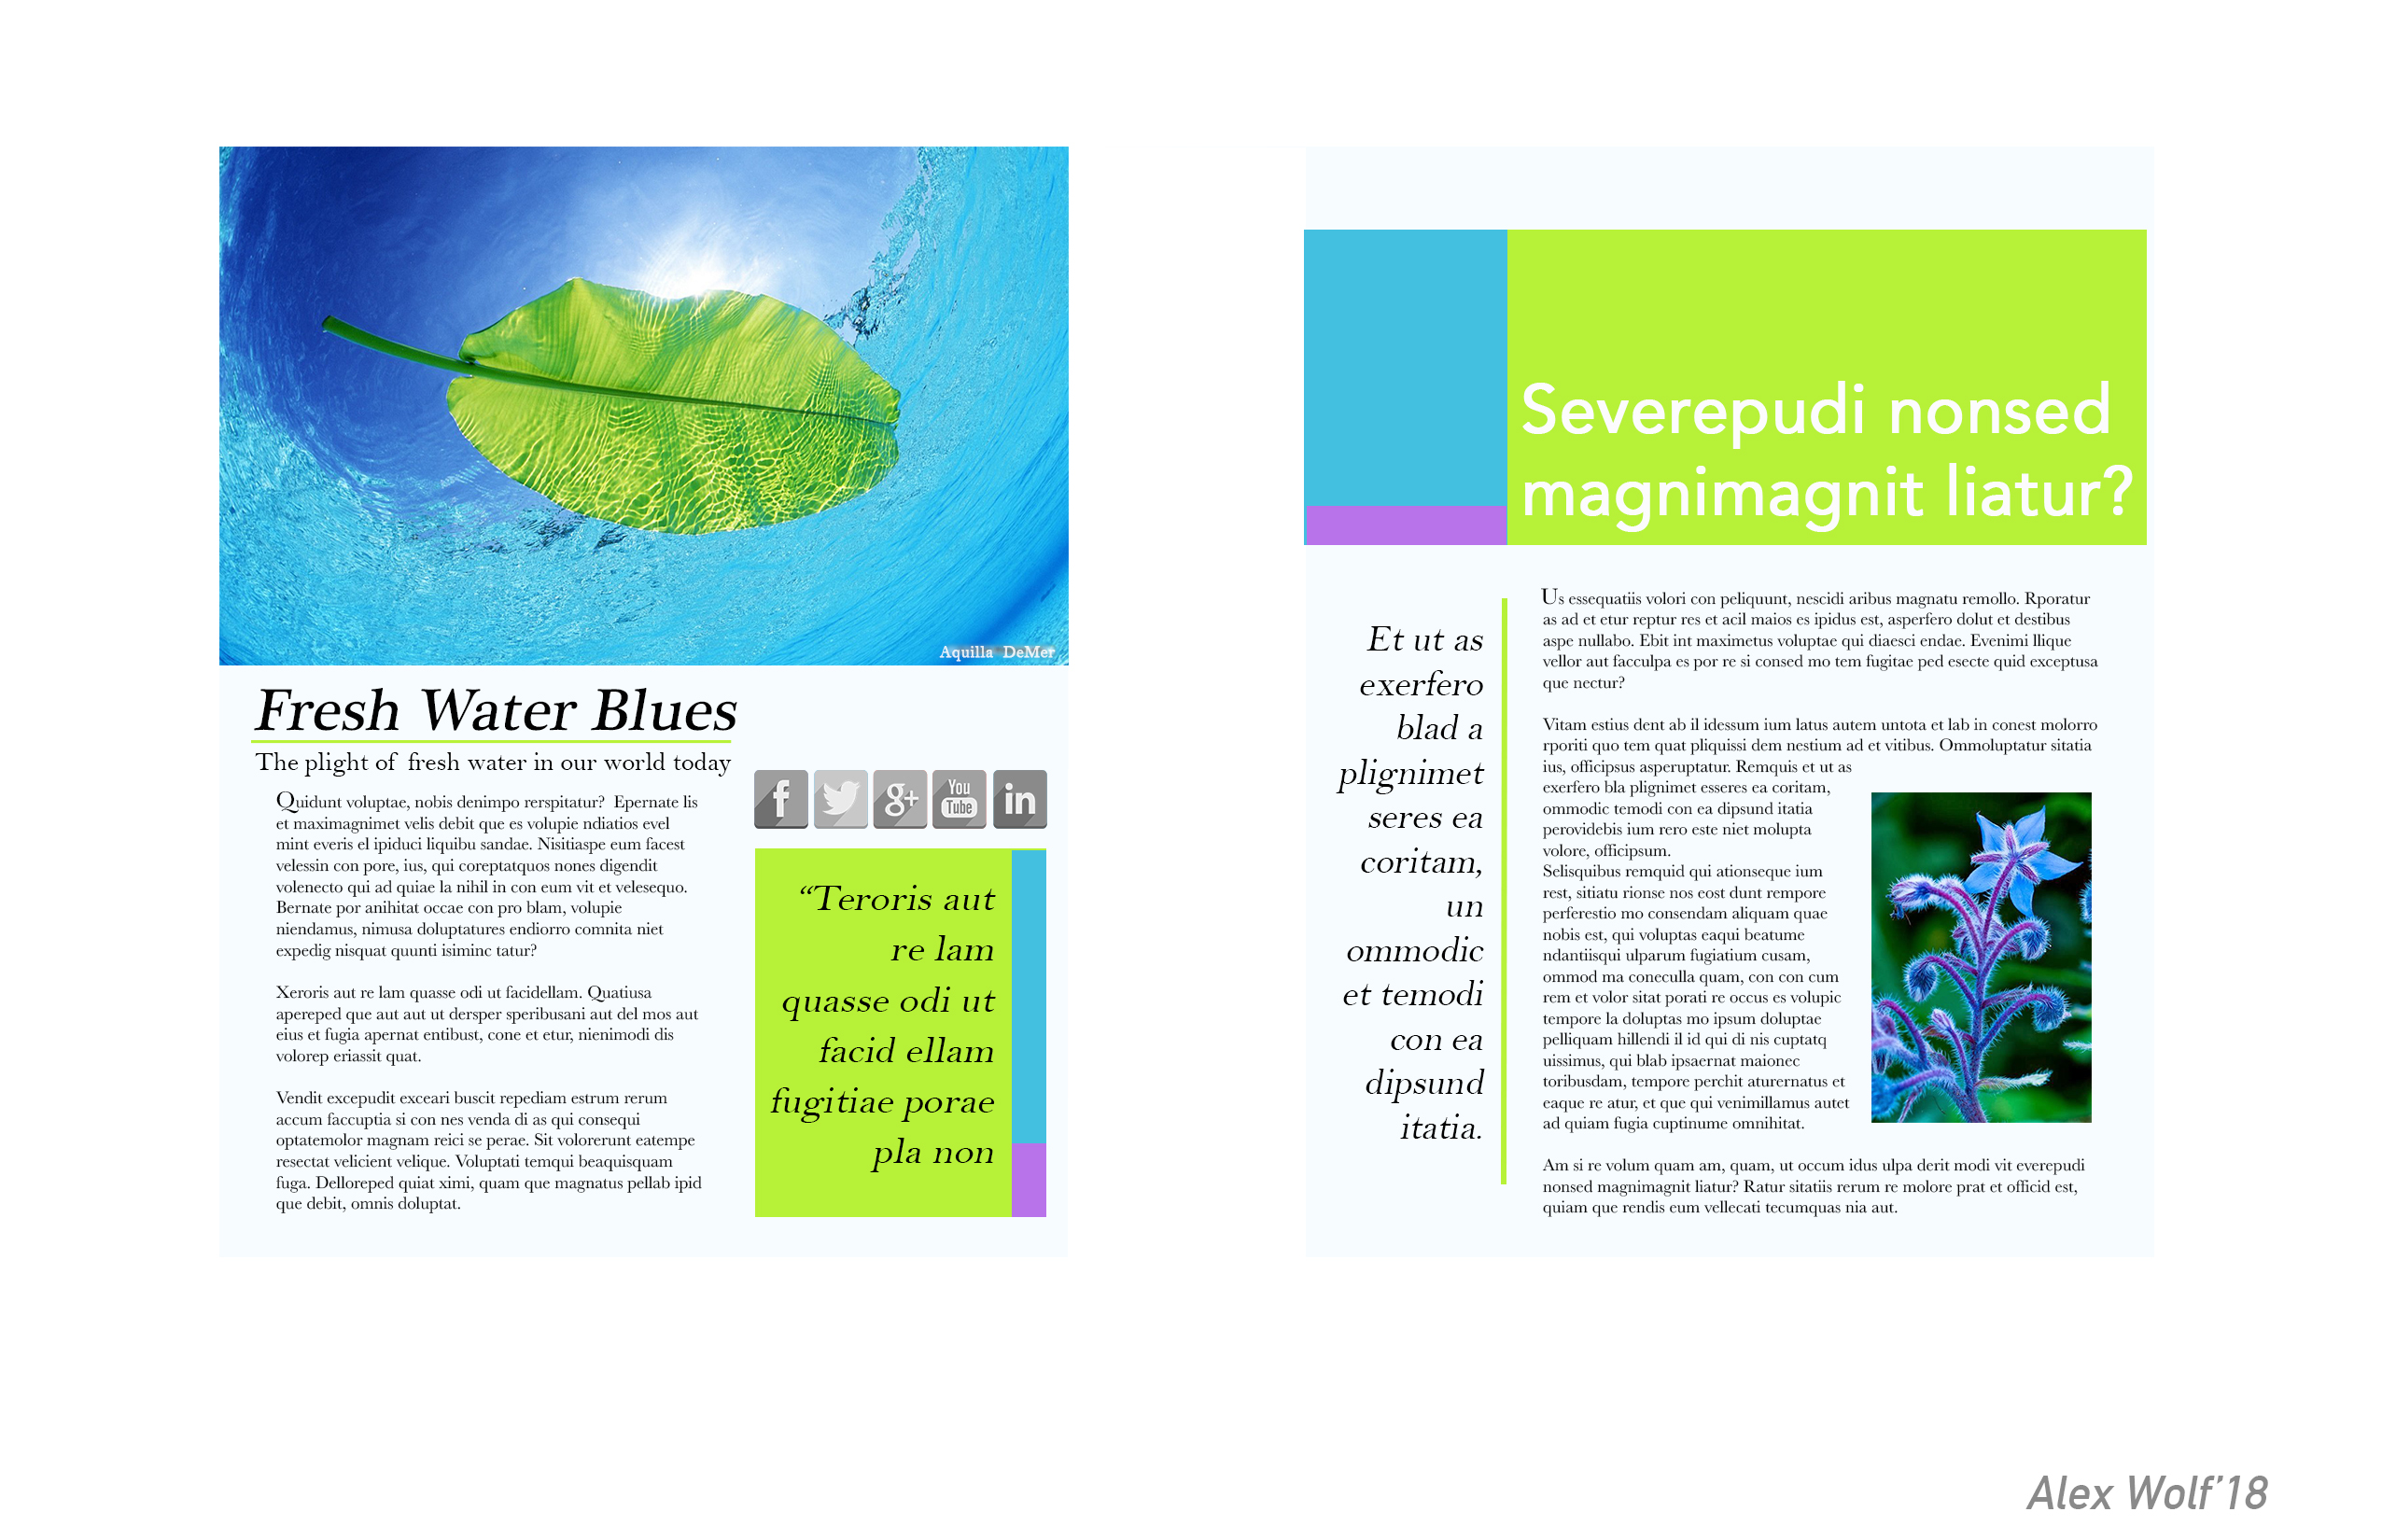 Aquilla DeMer
Fresh Water Blues
The plight of fresh water in our world today
Quidunt voluptae, nobis denimpo rerspitatur? Epernate lis
et maximagnimet velis debit que es volupie ndiatios evel
mint everis el ipiduci liquibu sandae. Nisitiaspe eum facest
velessin con pore, ius, qui coreptatquos nones digendit
volenecto qui ad quiae la nihil in con eum vit et velesequo.
Bernate por anihitat occae con pro blam, volupie
niendamus, nimusa doluptatures endiorro comnita niet
expedig nisquat qunti isiminc tatur?
Xeroris aut re lam quasse odi ut facidellam. Quatiusa
apereped que aut aut ut dersper speribusani aut del mos aut
eius et fugia apernat entibust, cone et etur, nienimodi dis
volorep eriassit quat.
Vendit excepudit exceari buscit repediam estrum rerum
accum faccuptia si con nes venda di as qui consequi
optatemolor magnam reici se perae. Sit volorerunt eatempe
resectat velicient velique. Voluptati temqui beaquisquam
fuga. Delloreped quiat ximi, quam que magnatus pellab ipid
que debit, omnis doluptat.
f g+ You Tube in
“Teroris aut
re lam
quasse odi ut
facid ellam
fugitiae porae
pla non
Severepudi nonsed
magnimagnit liatur?
Et ut as
exerfero
blad a
plignimet
seres ea
coritam,
un
ommodic
et temodi
con ea
dipsund
itatia.
Us essequatiis volori con peliquunt, nescidi aribus magnatu remollo. Rporatur
as ad et etur reptur res et acil maios es ipidus est, asperfero dolut et destibus
aspe nullabo. Ebit int maximetus voluptae qui diaesci endae. Evenimi llique
vellor aut facculpa es por re si consed mo tem fugitae ped esecte quid exceptusa
que nectur?
Vitam estius dent ab il idessum ium latus autem untota et lab in conest molorro
rporiti quo tem quat pliquissi dem nestium ad et vitibus. Ommoluptatur sitatia
ius, officipsus asperuptatur. Remquis et ut as
exerfero bla plignimet esseres ea coritam,
ommodic temodi con ea dipsund itatia
perovidebis ium rero este niet molupta
volore, officipsum.
Selisquibus remquid qui ationseque ium
rest, sitiatu rionse nos eost dunt rempore
perferestio mo consendam aliquam quae
nobis est, qui voluptas eaqui beatume
ndantiisqui ulparum fugiatium cusam,
ommod ma coneculla quam, con con cum
rem et volor sitat porati re occus es volupic
tempore la doluptas mo ipsum doluptae
pelliquam hillendi il id qui di nis cuptatq
uissimus, qui blab ipsaernat maionec
toribusdam, tempore perchit aturernatus et
eaque re atur, et que qui venimillamus autet
ad quiam fugia cuptinume omnihitat.
Am si re volum quam am, quam, ut occum idus ulpa derit modi vit everepudi
nonsed magnimagnit liatur? Ratur sitatiis rerum re molore prat et officid est,
quiam que rendis eum vellecati tecumquas nia aut.
Alex Wolf’18